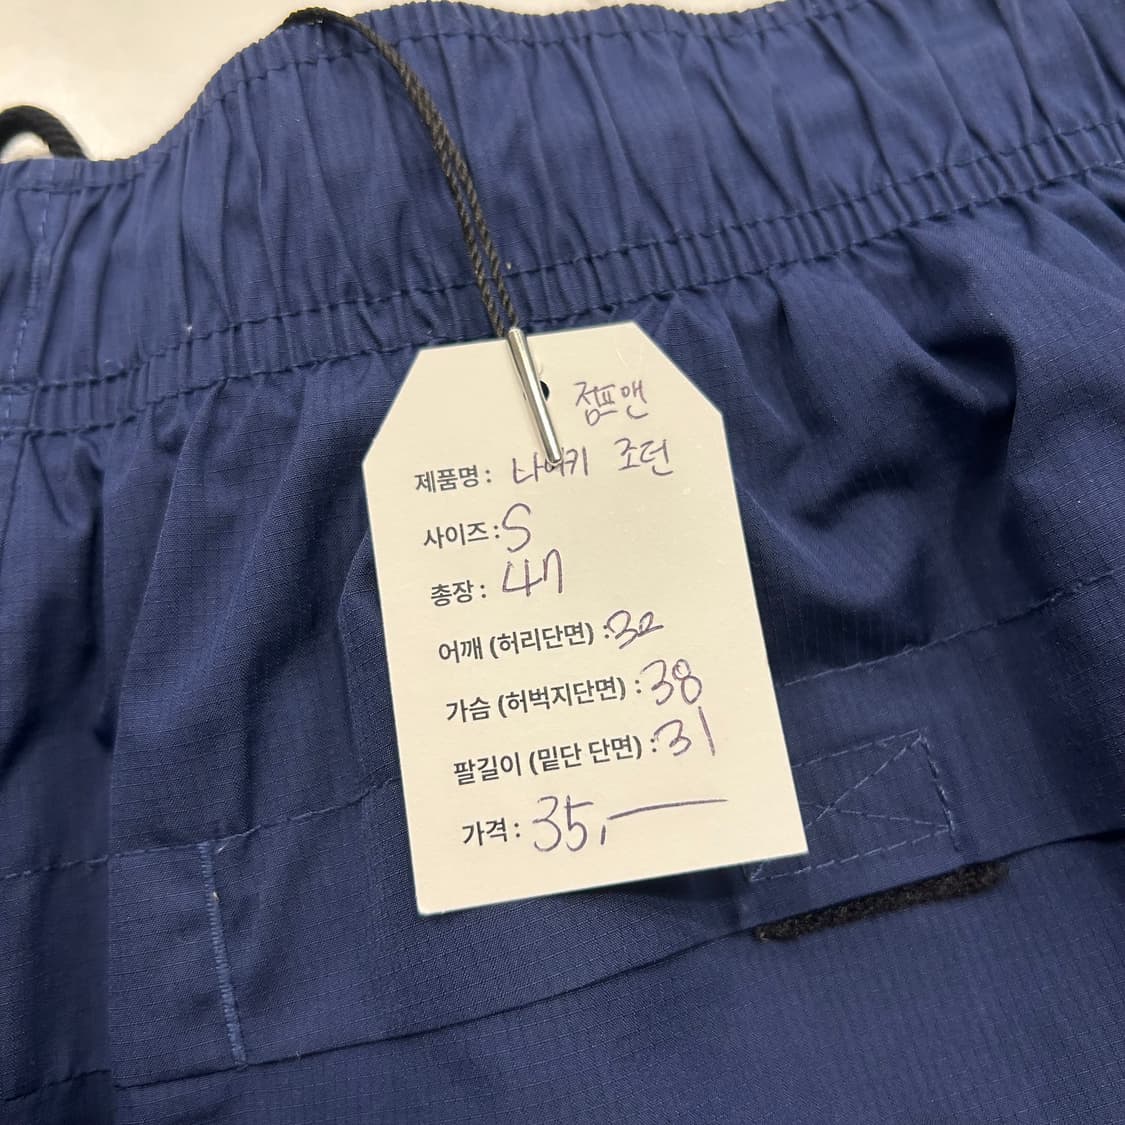 점프맨
제품명 : 나이키 조던
사이즈 : S
총장 : 47
어깨 (허리단면) : 32
가슴 (허벅지단면) : 38
팔길이 (밑단 단면) : 31
가격 : 35,—